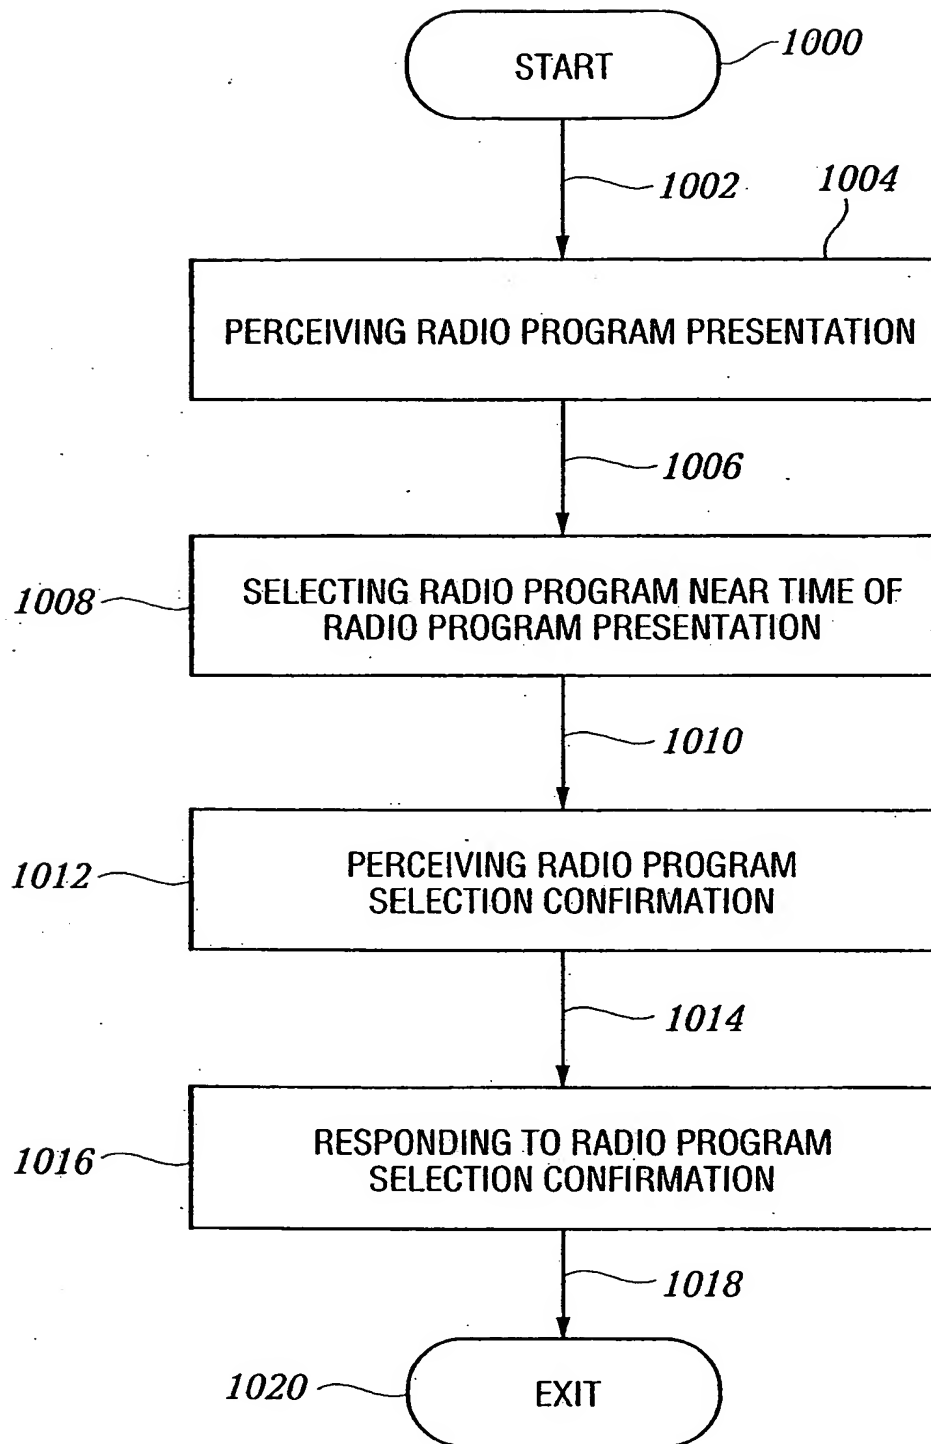 START
1000
1002
1004
PERCEIVING RADIO PROGRAM PRESENTATION
1006
1008
SELECTING RADIO PROGRAM NEAR TIME OF
RADIO PROGRAM PRESENTATION
1010
1012
PERCEIVING RADIO PROGRAM
SELECTION CONFIRMATION
1014
1016
RESPONDING TO RADIO PROGRAM
SELECTION CONFIRMATION
1018
1020
EXIT